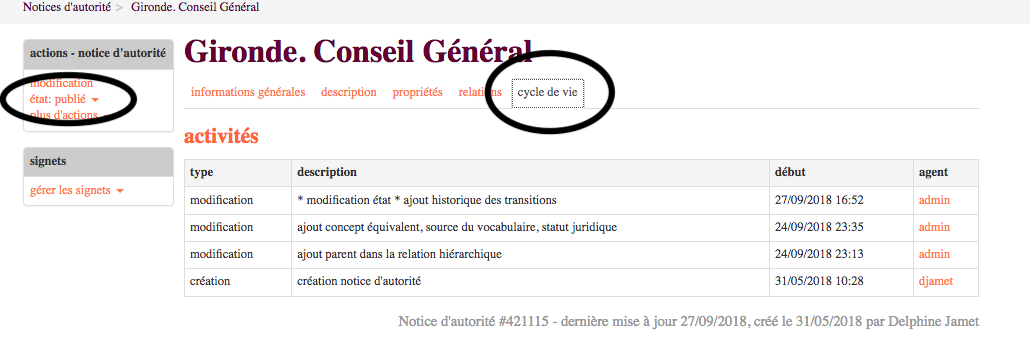 Notices d'autorité > Gironde. Conseil Général
actions - notice d'autorité
modification
état: publié
plus d'actions
signets
gérer les signets
Gironde. Conseil Général
informations générales description propriétés relations cycle de vie
activités
type description début agent
modification * modification état * ajout historique des transitions 27/09/2018 16:52 admin
modification ajout concept équivalent, source du vocabulaire, statut juridique 24/09/2018 23:35 admin
modification ajout parent dans la relation hiérarchique 24/09/2018 23:13 admin
création création notice d'autorité 31/05/2018 10:28 djamet
Notice d'autorité #421115 - dernière mise à jour 27/09/2018, créé le 31/05/2018 par Delphine Jamet